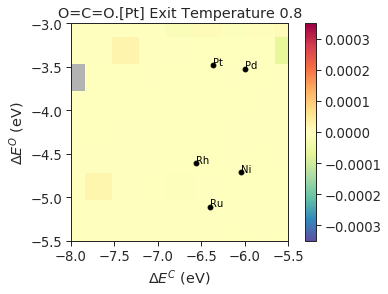 O=C=O.[Pt] Exit Temperature 0.8
−3.0
−3.5
−4.0
−4.5
−5.0
−5.5
ΔE^O (eV)
Pt
Pd
Rh
Ni
Ru
−8.0 −7.5 −7.0 −6.5 −6.0 −5.5
ΔE^C (eV)
0.0003
0.0002
0.0001
0.0000
−0.0001
−0.0002
−0.0003